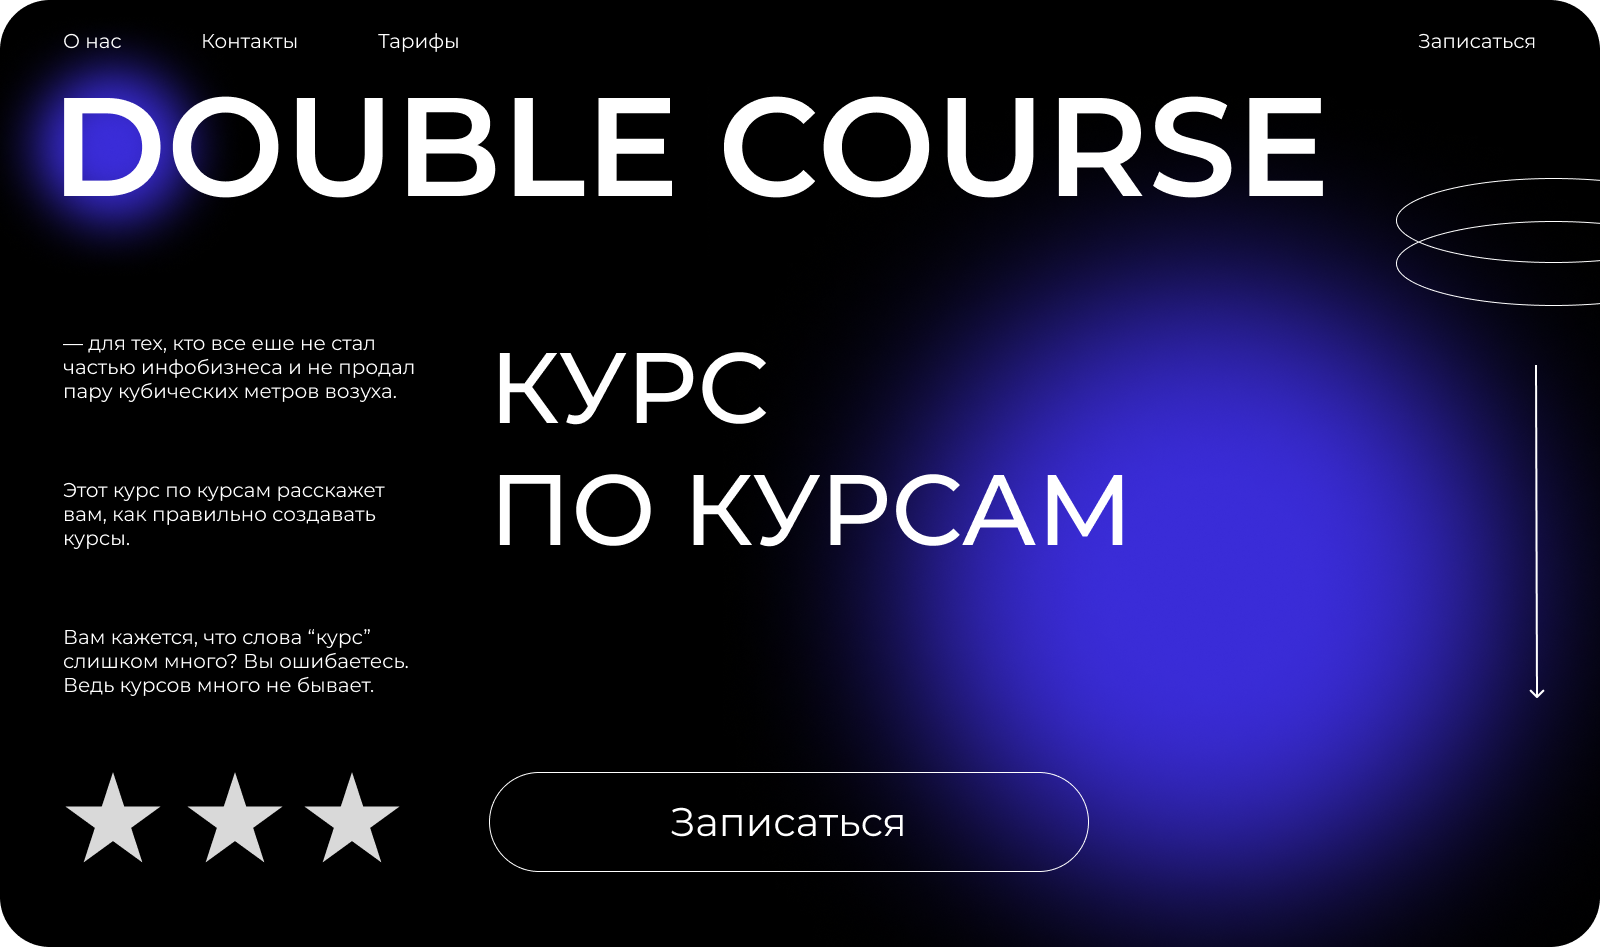 О нас
Контакты
Тарифы
Записаться
DOUBLE COURSE
— для тех, кто все еше не стал
частью инфобизнеса и не продал
пару кубических метров возуха.
КУРС
ПО КУРСАМ
Этот курс по курсам расскажет
вам, как правильно создавать
курсы.
Вам кажется, что слова “курс”
слишком много? Вы ошибаетесь.
Ведь курсов много не бывает.
Записаться